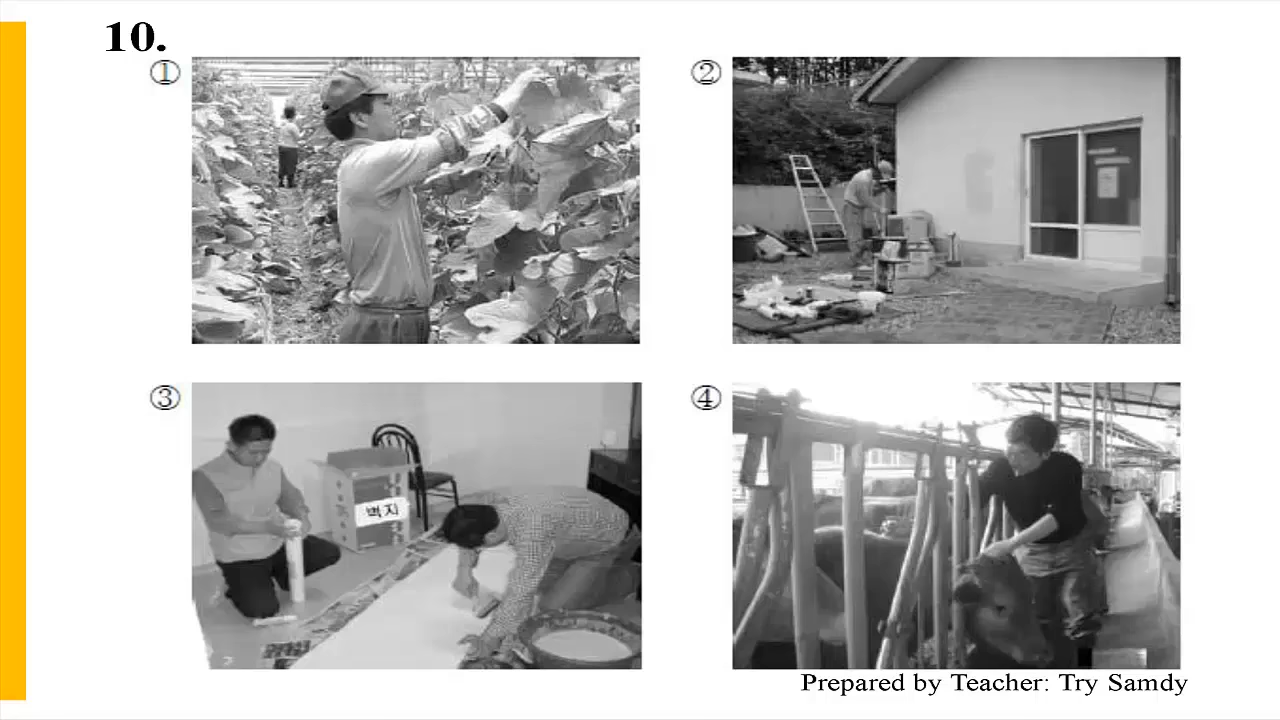 10.
①
②
③
벽지
④
Prepared by Teacher: Try Samdy